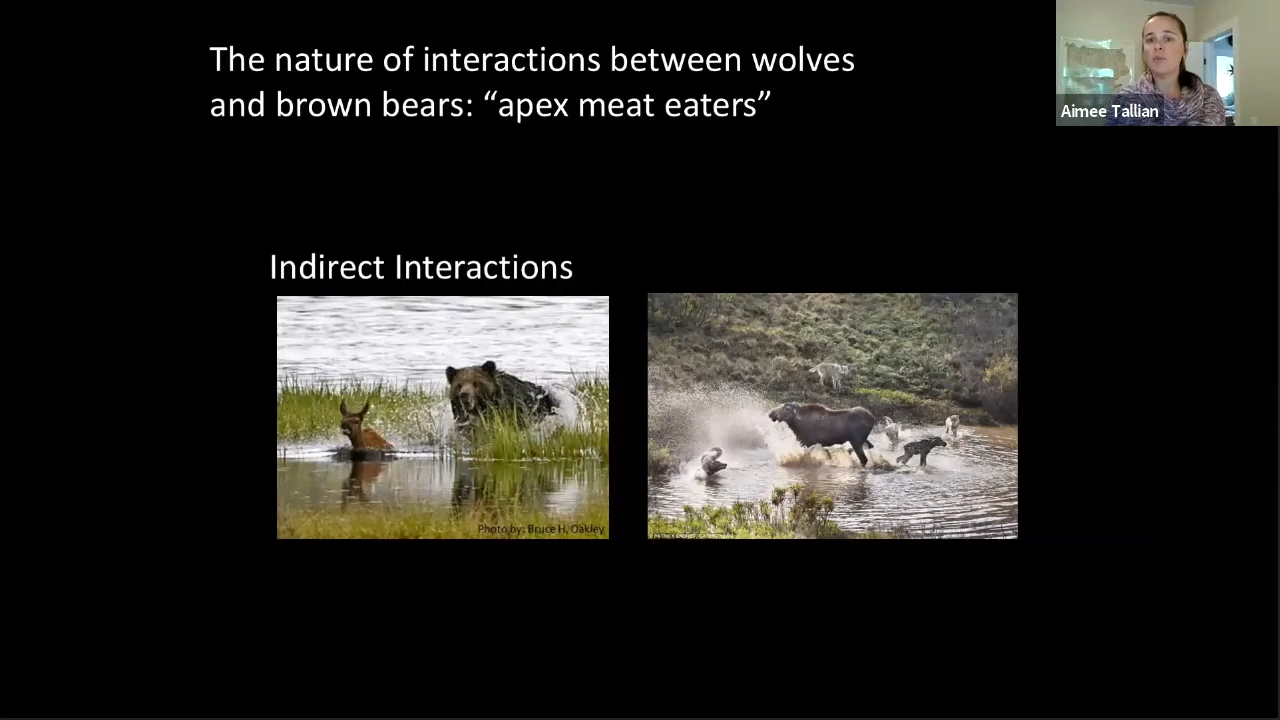 The nature of interactions between wolves
and brown bears: “apex meat eaters”
Aimee Tallian
Indirect Interactions
Photo by: Bruce H. Oakley